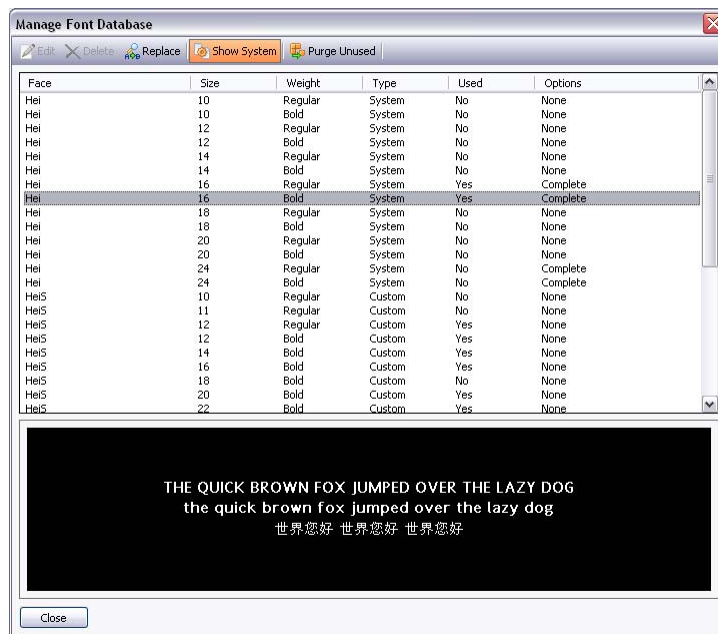 Manage Font Database
Edit Delete Replace Show System Purge Unused
Face Size Weight Type Used Options
Hei 10 Regular System No None
Hei 10 Bold System No None
Hei 12 Regular System No None
Hei 12 Bold System No None
Hei 14 Regular System No None
Hei 14 Bold System No None
Hei 16 Regular System Yes Complete
Hei 16 Bold System Yes Complete
Hei 18 Regular System No None
Hei 18 Bold System No None
Hei 20 Regular System No None
Hei 20 Bold System No None
Hei 24 Regular System No Complete
Hei 24 Bold System No Complete
HeiS 10 Regular Custom No None
HeiS 11 Regular Custom No None
HeiS 12 Regular Custom Yes None
HeiS 12 Bold Custom Yes None
HeiS 14 Bold Custom Yes None
HeiS 16 Bold Custom Yes None
HeiS 18 Bold Custom No None
HeiS 20 Bold Custom Yes None
HeiS 22 Bold Custom Yes None
THE QUICK BROWN FOX JUMPED OVER THE LAZY DOG
the quick brown fox jumped over the lazy dog
世界您好 世界您好 世界您好
Close